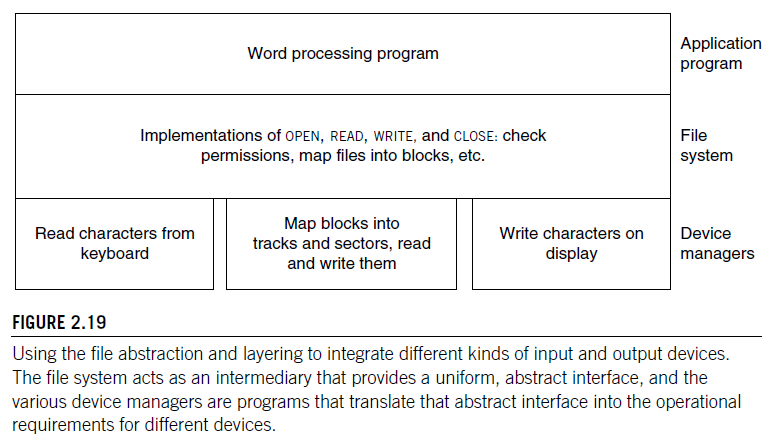 Word processing program
Application
program
Implementations of OPEN, READ, WRITE, and CLOSE: check
permissions, map files into blocks, etc.
File
system
Read characters from
keyboard
Map blocks into
tracks and sectors, read
and write them
Write characters on
display
Device
managers
FIGURE 2.19
Using the file abstraction and layering to integrate different kinds of input and output devices.
The file system acts as an intermediary that provides a uniform, abstract interface, and the
various device managers are programs that translate that abstract interface into the operational
requirements for different devices.